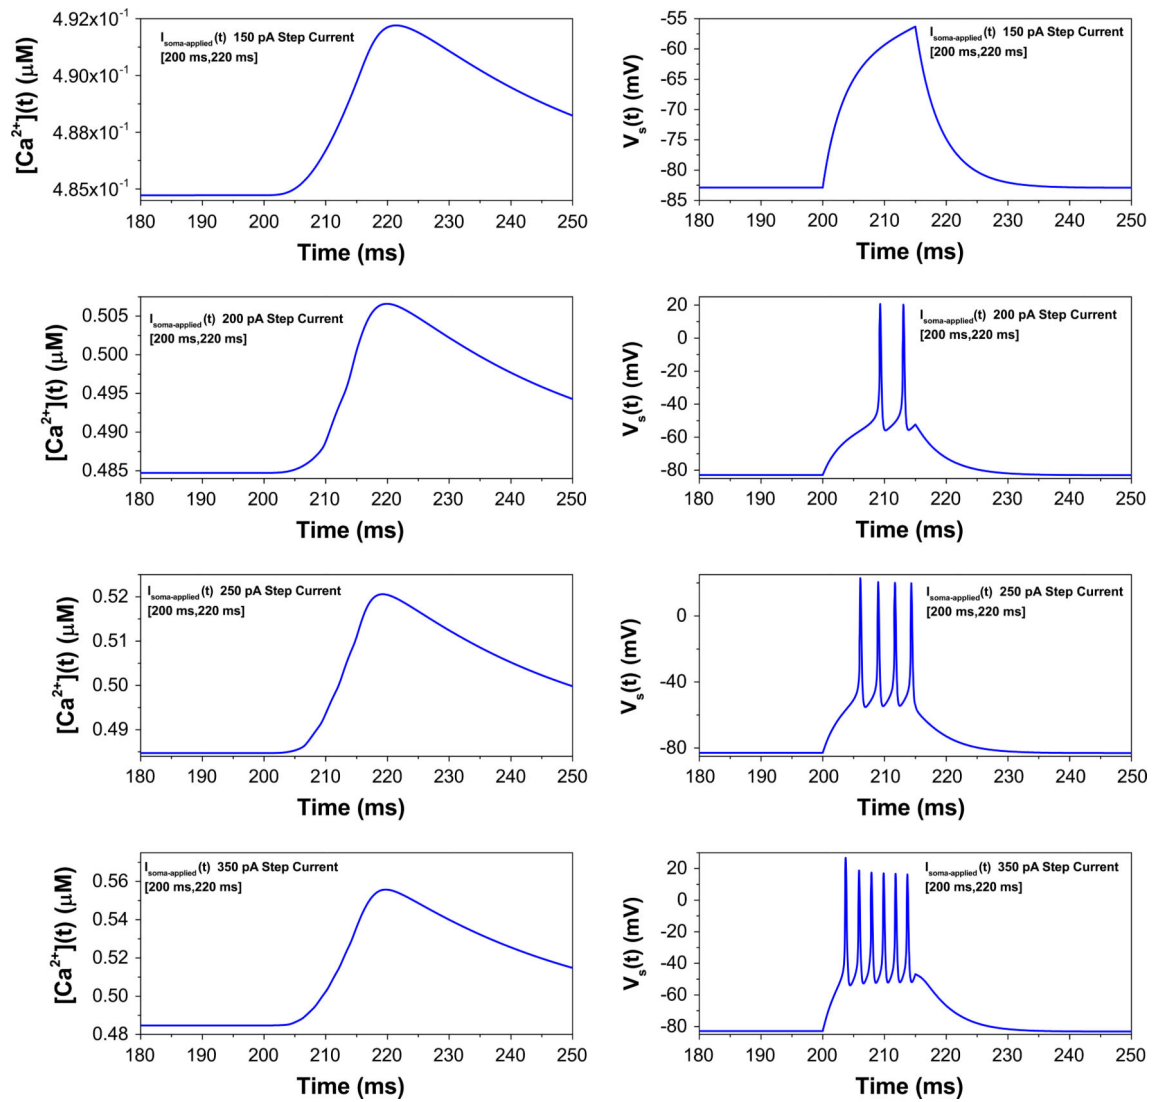 4.92x10⁻¹
4.90x10⁻¹
4.88x10⁻¹
4.85x10⁻¹
[Ca²⁺](t) (μM)
I_soma-applied(t) 150 pA Step Current
[200 ms,220 ms]
180 190 200 210 220 230 240 250
Time (ms)
-55
-60
-65
-70
-75
-80
-85
V_s(t) (mV)
I_soma-applied(t) 150 pA Step Current
[200 ms,220 ms]
180 190 200 210 220 230 240 250
Time (ms)
0.505
0.500
0.495
0.490
0.485
[Ca²⁺](t) (μM)
I_soma-applied(t) 200 pA Step Current
[200 ms,220 ms]
180 190 200 210 220 230 240 250
Time (ms)
20
0
-20
-40
-60
-80
V_s(t) (mV)
I_soma-applied(t) 200 pA Step Current
[200 ms,220 ms]
180 190 200 210 220 230 240 250
Time (ms)
0.52
0.51
0.50
0.49
[Ca²⁺](t) (μM)
I_soma-applied(t) 250 pA Step Current
[200 ms,220 ms]
180 190 200 210 220 230 240 250
Time (ms)
0
-40
-80
V_s(t) (mV)
I_soma-applied(t) 250 pA Step Current
[200 ms,220 ms]
180 190 200 210 220 230 240 250
Time (ms)
0.56
0.54
0.52
0.50
0.48
[Ca²⁺](t) (μM)
I_soma-applied(t) 350 pA Step Current
[200 ms,220 ms]
180 190 200 210 220 230 240 250
Time (ms)
20
0
-20
-40
-60
-80
V_s(t) (mV)
I_soma-applied(t) 350 pA Step Current
[200 ms,220 ms]
180 190 200 210 220 230 240 250
Time (ms)